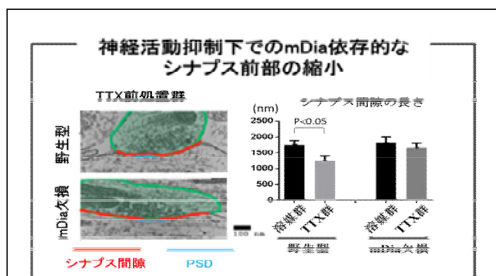 神経活動抑制下でのmDia依存的な
シナプス前部の縮小
TTX前処置群
野生型
mDia欠損
シナプス間隙
PSD
100 nm
シナプス間隙の長さ
(nm)
2500
2000
1500
1000
500
0
P<0.05
溶媒群
TTX群
溶媒群
TTX群
野生型
mDia欠損